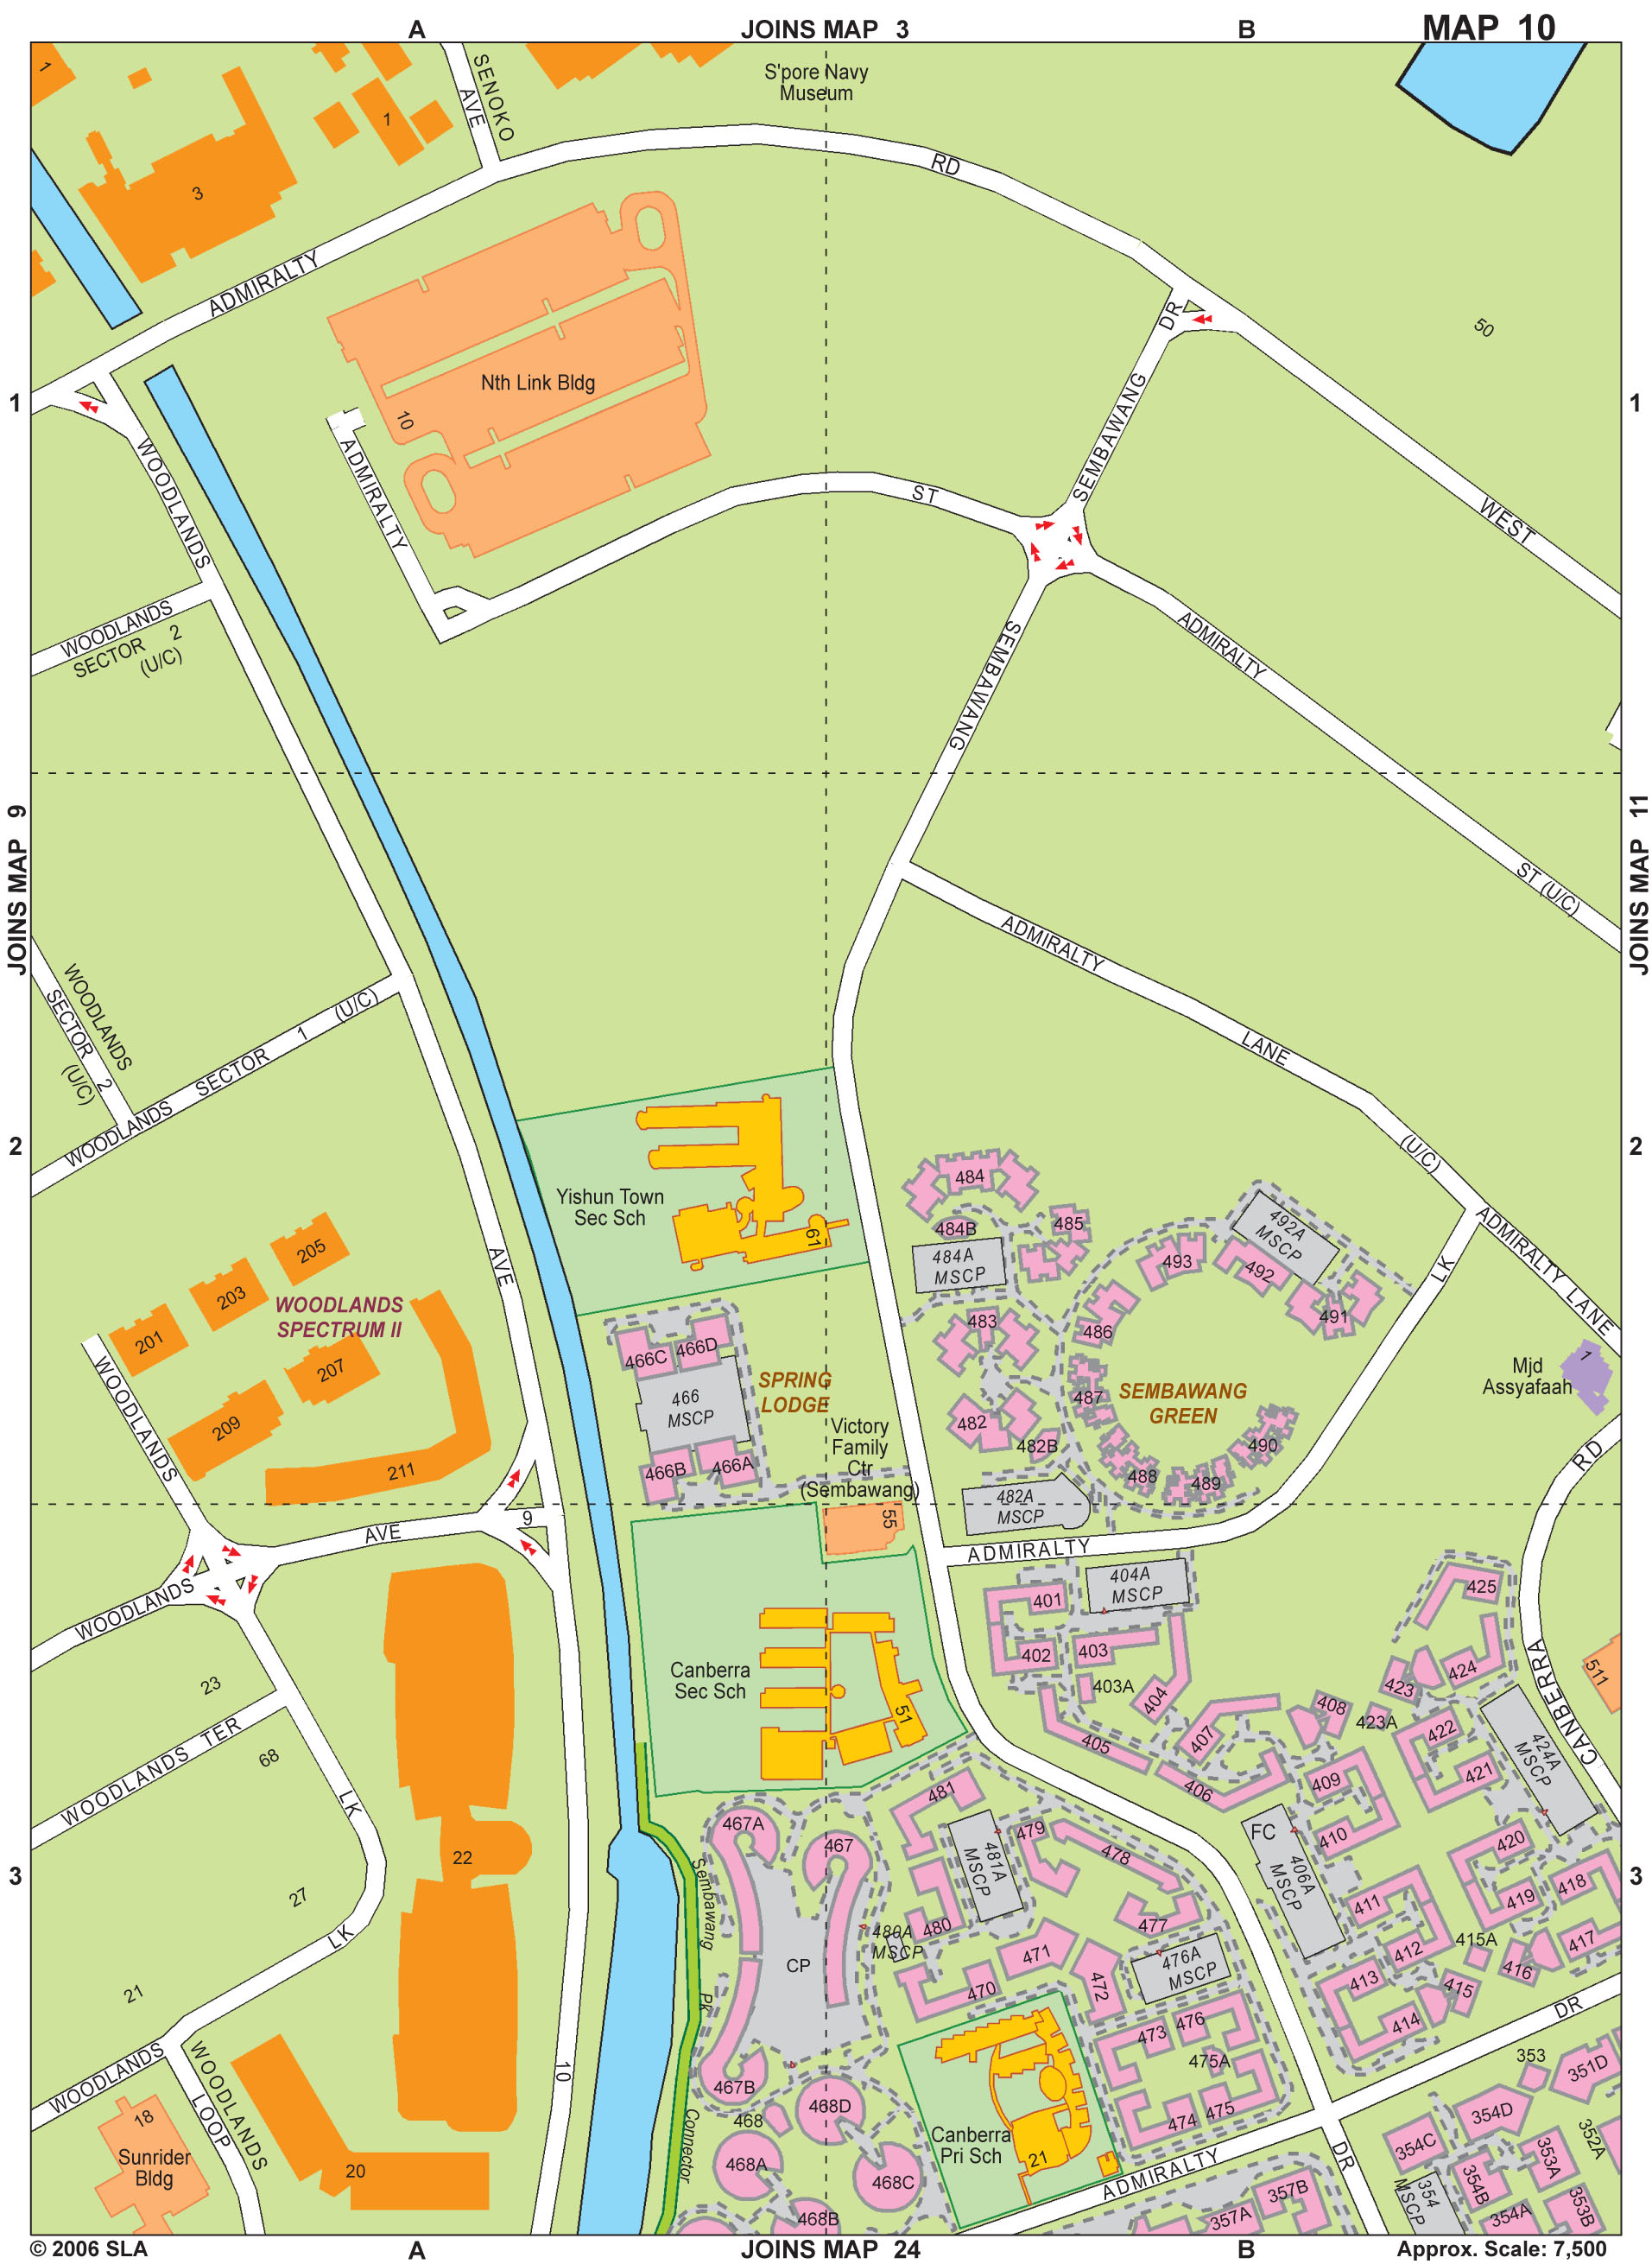 A
JOINS MAP 3
B
MAP 10
S'pore Navy
Museum
SENOKO
AVE
1
1
3
RD
ADMIRALTY
50
DR
Nth Link Bldg
10
1
1
SEMBAWANG
WOODLANDS
ADMIRALTY
ST
WEST
WOODLANDS
SECTOR 2
(U/C)
SEMBAWANG
ADMIRALTY
JOINS MAP 9
JOINS MAP 11
ST (U/C)
ADMIRALTY
WOODLANDS
SECTOR 2
(U/C)
WOODLANDS SECTOR 1 (U/C)
LANE
2
2
(U/C)
Yishun Town
Sec Sch
61
484
484B
485
484A
MSCP
492A
MSCP
493
492
491
ADMIRALTY LANE
LK
205
203
201
WOODLANDS
SPECTRUM II
207
209
211
AVE
466C
466D
466
MSCP
466B
466A
SPRING
LODGE
483
486
487
482
482B
488
489
490
SEMBAWANG
GREEN
Mjd
Assyafaah
1
Victory
Family
Ctr
(Sembawang)
55
482A
MSCP
RD
WOODLANDS
AVE
9
ADMIRALTY
404A
MSCP
401
402
403
403A
404
425
424
423
423A
WOODLANDS
Canberra
Sec Sch
51
CANBERRA
511
23
WOODLANDS TER
68
LK
405
407
408
406
422
421
424A
MSCP
409
410
22
467A
467
481
481A
MSCP
479
478
FC
406A
MSCP
420
419
418
3
3
27
LK
Sembawang
Pk
Connector
480A
MSCP
480
477
411
412
415A
417
416
CP
471
472
476A
MSCP
470
413
415
414
21
WOODLANDS
WOODLANDS
LOOP
10
473
476
475A
474
475
DR
353
351D
467B
468
468D
468A
468C
468B
Canberra
Pri Sch
21
354C
354D
353A
352A
18
Sunrider
Bldg
20
ADMIRALTY
DR
357B
357A
354
MSCP
354B
354A
353B
© 2006 SLA
A
JOINS MAP 24
B
Approx. Scale: 7,500